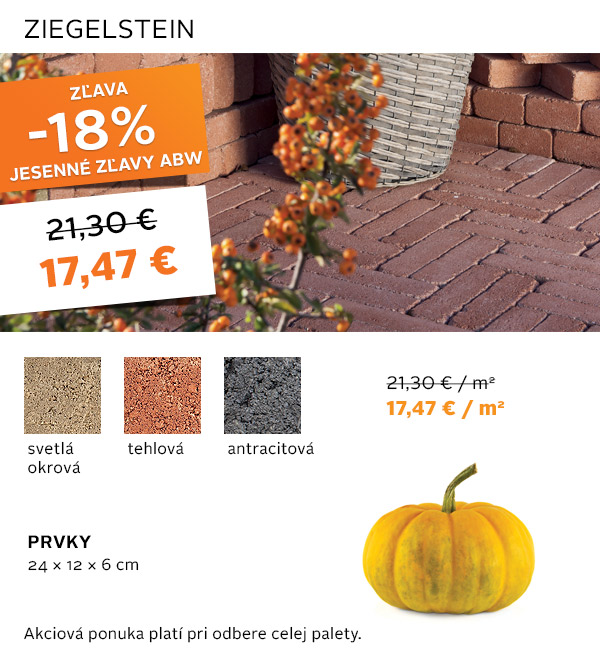 ZIEGELSTEIN
ZĽAVA
-18%
JESENNÉ ZĽAVY ABW
21,30 €
17,47 €
21,30 € / m²
17,47 € / m²
svetlá
okrová
tehlová
antracitová
PRVKY
24 × 12 × 6 cm
Akciová ponuka platí pri odbere celej palety.